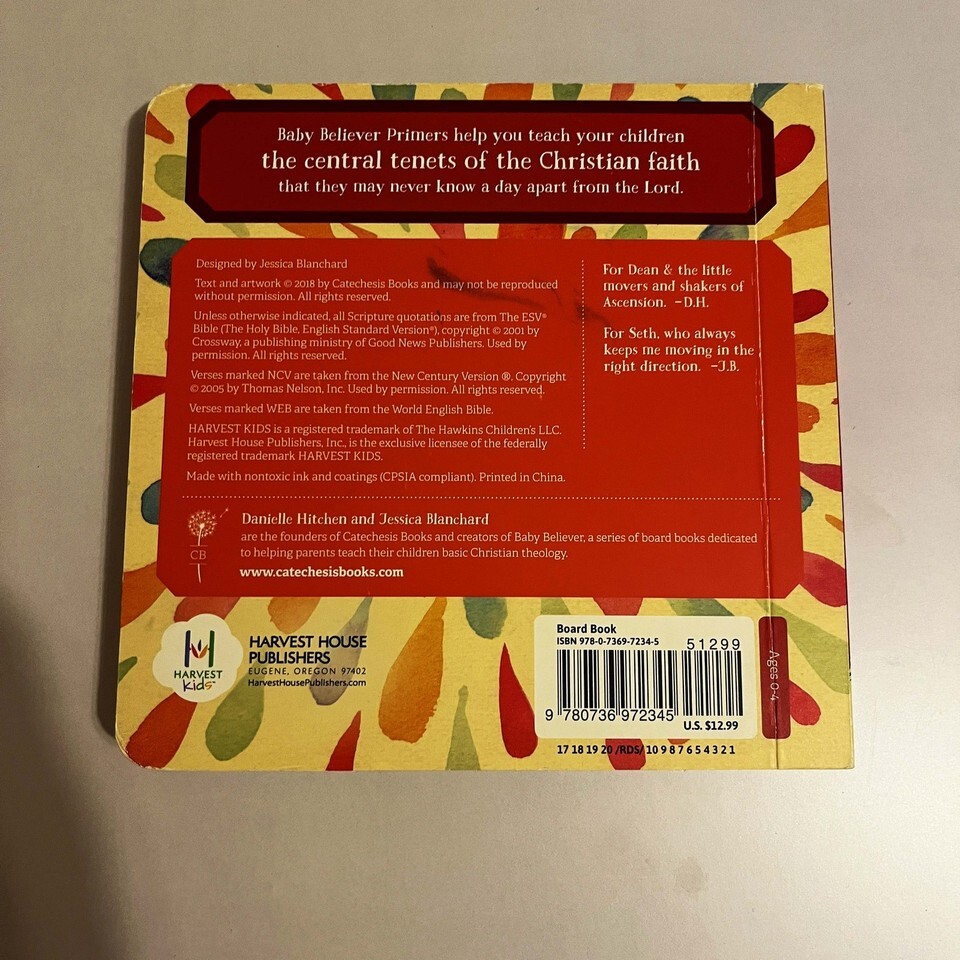 Baby Believer Primers help you teach your children
the central tenets of the Christian faith
that they may never know a day apart from the Lord.
Designed by Jessica Blanchard
Text and artwork © 2018 by Catechesis Books and may not be reproduced
without permission. All rights reserved.
Unless otherwise indicated, all Scripture quotations are from The ESV®
Bible (The Holy Bible, English Standard Version®), copyright © 2001 by
Crossway, a publishing ministry of Good News Publishers. Used by
permission. All rights reserved.
Verses marked NCV are taken from the New Century Version ®. Copyright
© 2005 by Thomas Nelson, Inc. Used by permission. All rights reserved.
Verses marked WEB are taken from the World English Bible.
HARVEST KIDS is a registered trademark of The Hawkins Children's LLC.
Harvest House Publishers, Inc., is the exclusive licensee of the federally
registered trademark HARVEST KIDS.
Made with nontoxic ink and coatings (CPSIA compliant). Printed in China.
For Dean & the little
movers and shakers of
Ascension. –D.H.
For Seth, who always
keeps me moving in the
right direction. –J.B.
CB
Danielle Hitchen and Jessica Blanchard
are the founders of Catechesis Books and creators of Baby Believer, a series of board books dedicated
to helping parents teach their children basic Christian theology.
www.catechesisbooks.com
HARVEST
kids™
HARVEST HOUSE
PUBLISHERS
EUGENE, OREGON 97402
HarvestHousePublishers.com
Board Book
ISBN 978-0-7369-7234-5
51299
9 780736 972345
U.S. $12.99
17 18 19 20 /RDS/ 10 9 8 7 6 5 4 3 2 1
Ages 0-4